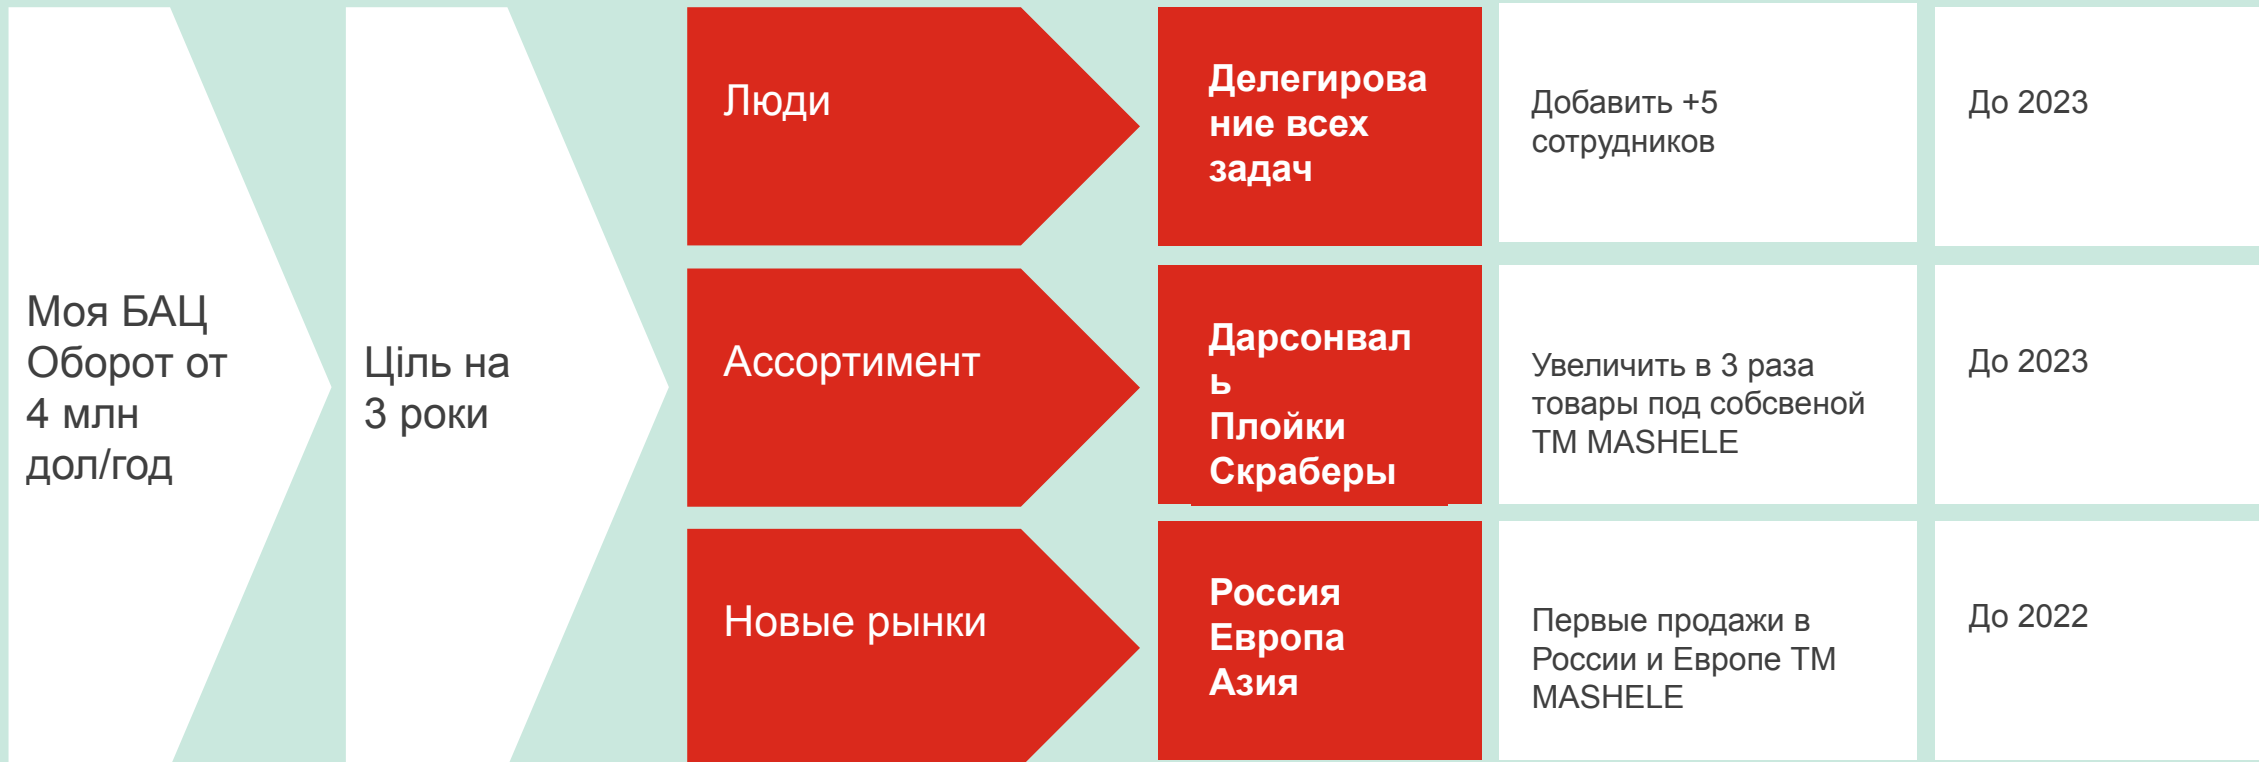 Моя БАЦ
Оборот от
4 млн
дол/год
Ціль на
3 роки
Люди
Делегирова
ние всех
задач
Добавить +5
сотрудников
До 2023
Ассортимент
Дарсонвал
ь
Плойки
Скраберы
Увеличить в 3 раза
товары под собсвеной
ТМ MASHELE
До 2023
Новые рынки
Россия
Европа
Азия
Первые продажи в
России и Европе ТМ
MASHELE
До 2022